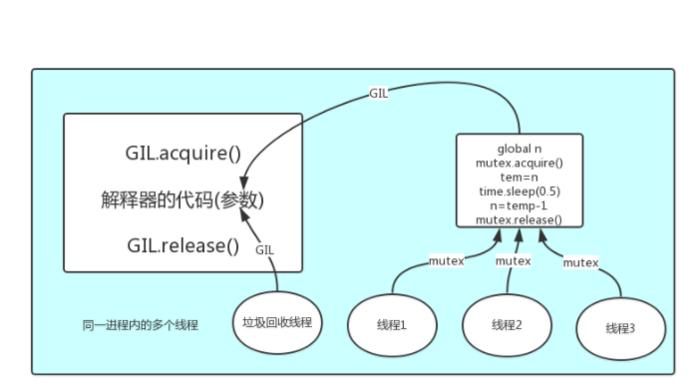 GIL
GIL.acquire()
解释器的代码(参数)
GIL.release()
GIL
global n
mutex.acquire()
tem=n
time.sleep(0.5)
n=temp-1
mutex.release()
mutex
mutex
mutex
同一进程内的多个线程
垃圾回收线程
线程1
线程2
线程3